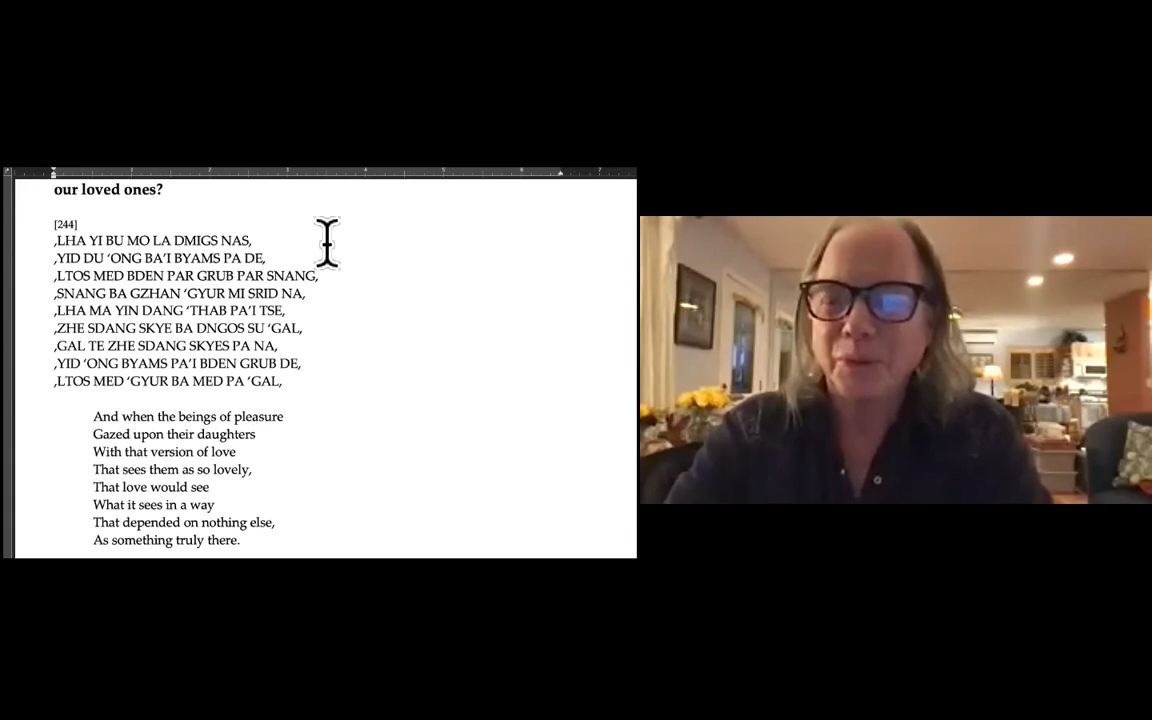 our loved ones?
[244]
,LHA YI BU MO LA DMIGS NAS,
,YID DU ‘ONG BA’I BYAMS PA DE,
,LTOS MED BDEN PAR GRUB PAR SNANG,
,SNANG BA GZHAN ‘GYUR MI SRID NA,
,LHA MA YIN DANG ‘THAB PA’I TSE,
,ZHE SDANG SKYE BA DNGOS SU ‘GAL,
,GAL TE ZHE SDANG SKYES PA NA,
,YID ‘ONG BYAMS PA’I BDEN GRUB DE,
,LTOS MED ‘GYUR BA MED PA ‘GAL,
And when the beings of pleasure
Gazed upon their daughters
With that version of love
That sees them as so lovely,
That love would see
What it sees in a way
That depended on nothing else,
As something truly there.